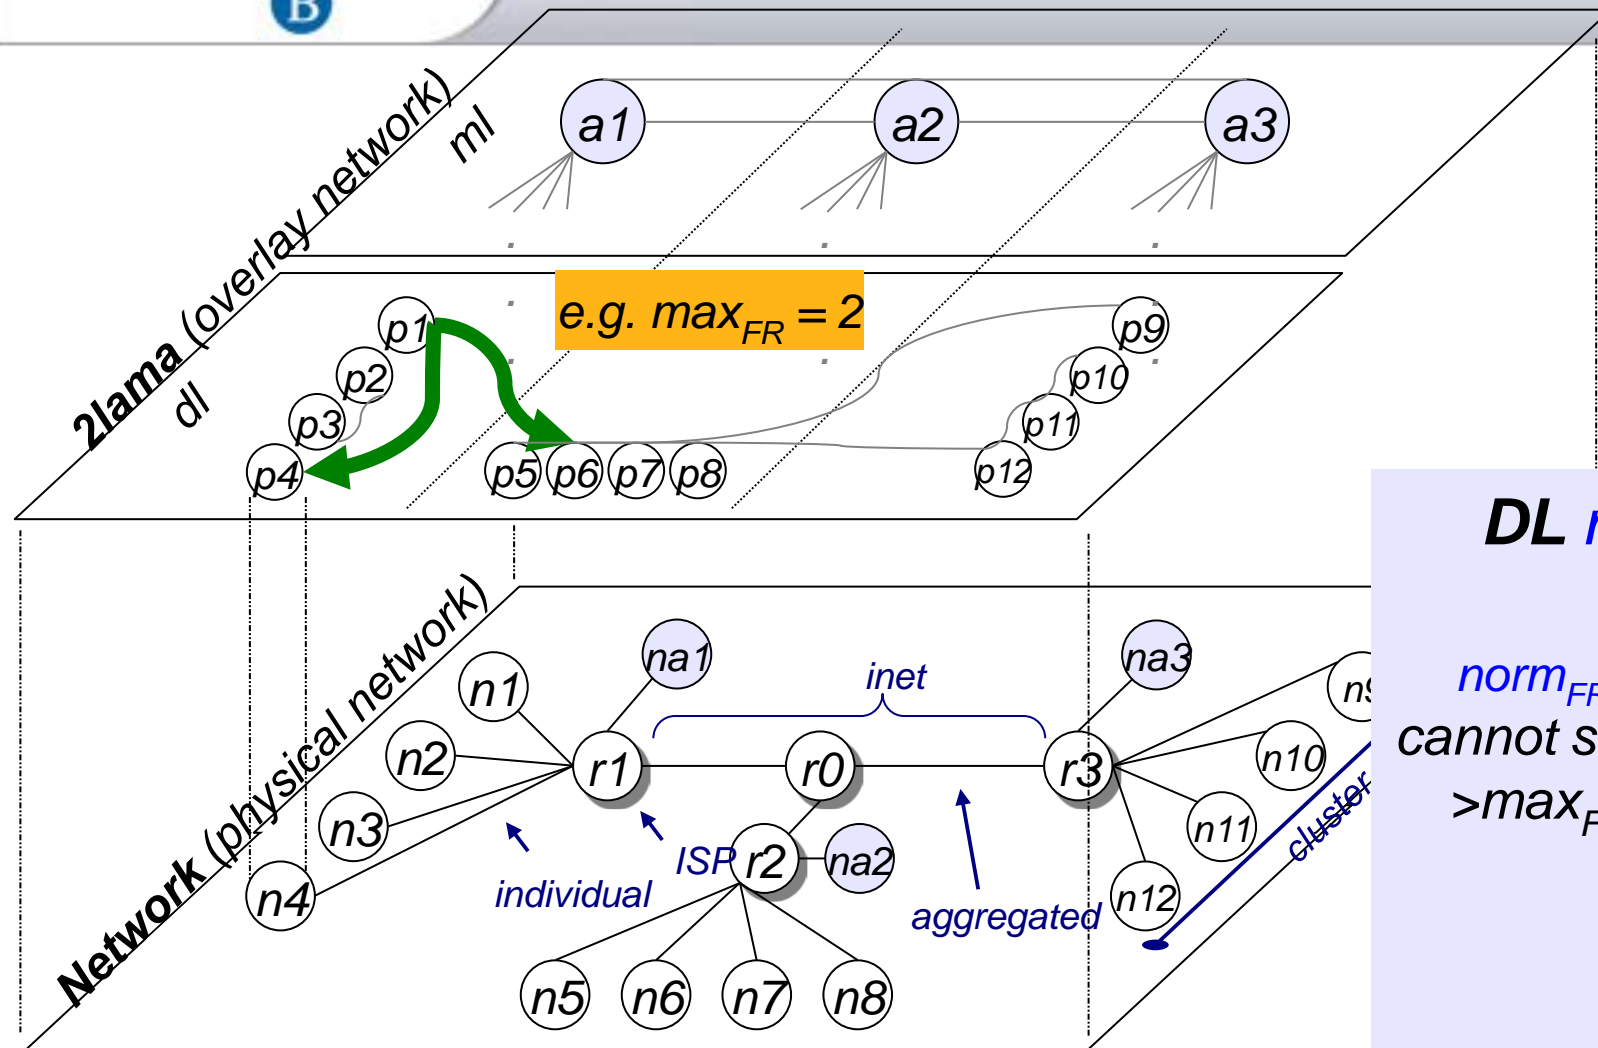 B
2lama (overlay network)
ml
a1
a2
a3
dl
e.g. maxFR = 2
p1
p2
p3
p4
p5
p6
p7
p8
p9
p10
p11
p12
DL
Network (physical network)
na1
na3
inet
n1
n2
n3
n4
r1
r0
r3
n10
n11
n12
normFR
cannot s
>max
cluster
ISP
r2
na2
individual
aggregated
n5
n6
n7
n8